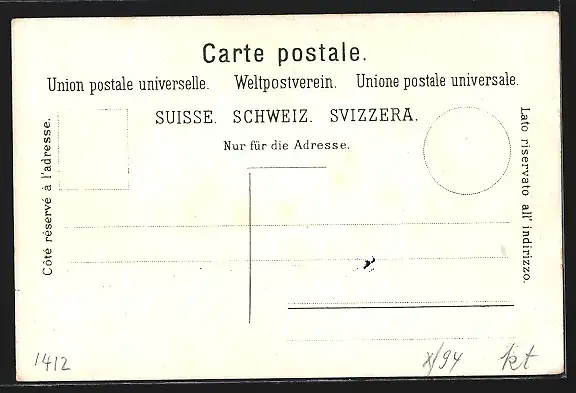 Carte postale.
Union postale universelle. Weltpostverein. Unione postale universale.
SUISSE. SCHWEIZ. SVIZZERA.
Nur für die Adresse.
Côté réservé à l'adresse.
Lato riservato all' indirizzo.
1412
X/94 kt